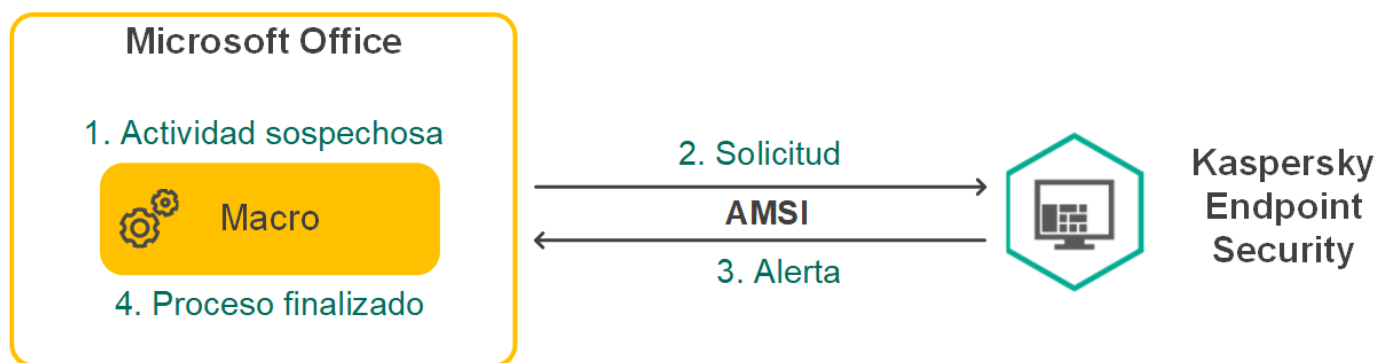 Microsoft Office
1. Actividad sospechosa
Macro
4. Proceso finalizado
2. Solicitud
AMSI
3. Alerta
Kaspersky
Endpoint
Security